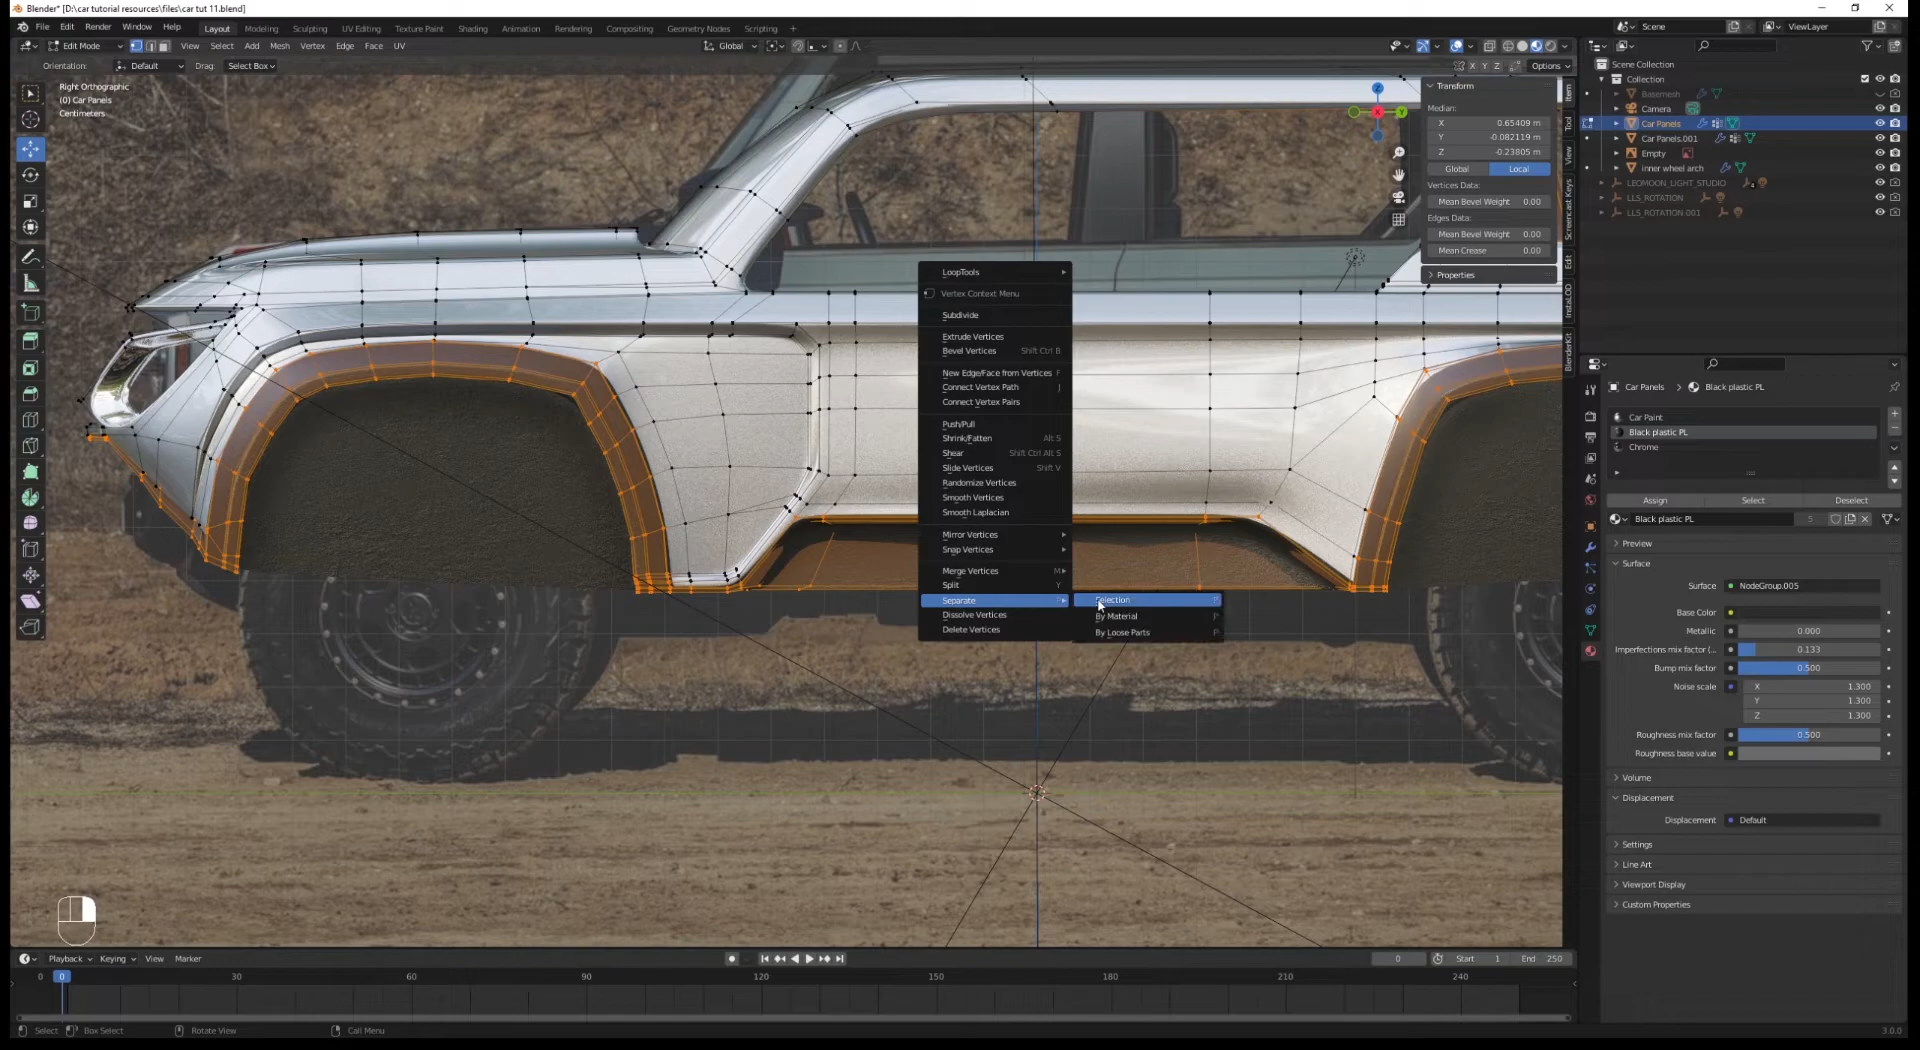 Blender* [D:\car tutorial resources\files\car tut 11.blend]
File Edit Render Window Help
Layout Modeling Sculpting UV Editing Texture Paint Shading Animation Rendering Compositing Geometry Nodes Scripting +
Scene
ViewLayer
Edit Mode View Select Add Mesh Vertex Edge Face UV
Global
Orientation: Default Drag: Select Box
X Y Z Options
Right Orthographic
(0) Car Panels
Centimeters
Z
X
Y
Transform
Median:
X 0.65409 m
Y -0.082119 m
Z -0.23805 m
Global Local
Vertices Data:
Mean Bevel Weight 0.00
Edges Data:
Mean Bevel Weight 0.00
Mean Crease 0.00
Properties
Item
Tool
View
Screencast Keys
Edit
InstaLOD
BlenderKit
LoopTools
Vertex Context Menu
Subdivide
Extrude Vertices
Bevel Vertices Shift Ctrl B
New Edge/Face from Vertices F
Connect Vertex Path J
Connect Vertex Pairs
Push/Pull
Shrink/Fatten Alt S
Shear Shift Ctrl Alt S
Slide Vertices Shift V
Randomize Vertices
Smooth Vertices
Smooth Laplacian
Mirror Vertices
Snap Vertices
Merge Vertices M
Split Y
Separate P
Dissolve Vertices
Delete Vertices
Selection P
By Material P
By Loose Parts P
Scene Collection
Collection
Basemesh
Camera
Car Panels
Car Panels.001
Empty
inner wheel arch
LEOMOON_LIGHT_STUDIO 4
LLS_ROTATION
LLS_ROTATION.001
Car Panels > Black plastic PL
Car Paint
Black plastic PL
Chrome
Assign Select Deselect
Black plastic PL 5
Preview
Surface
Surface NodeGroup.005
Base Color
Metallic 0.000
Imperfections mix factor (... 0.133
Bump mix factor 0.500
Noise scale X 1.300
Y 1.300
Z 1.300
Roughness mix factor 0.500
Roughness base value
Volume
Displacement
Displacement Default
Settings
Line Art
Viewport Display
Custom Properties
Playback Keying View Marker
0 Start 1 End 250
0 0 30 60 90 120 150 180 210 240
Select Box Select Rotate View Call Menu
3.0.0